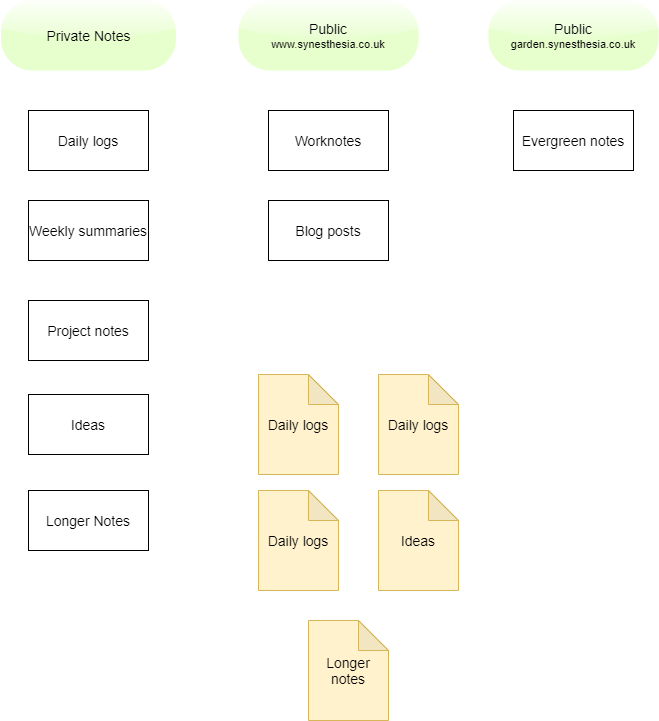 Private Notes
Public
www.synesthesia.co.uk
Public
garden.synesthesia.co.uk
Daily logs
Worknotes
Evergreen notes
Weekly summaries
Blog posts
Project notes
Ideas
Daily logs
Daily logs
Longer Notes
Daily logs
Ideas
Longer
notes